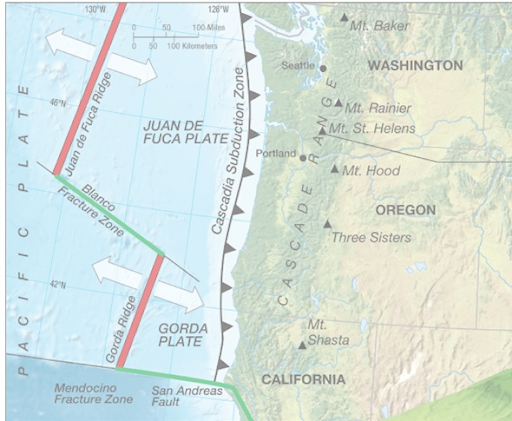 130°W
126°W
0 50 100 Miles
0 50 100 Kilometers
Mt. Baker
Seattle
WASHINGTON
46°N
Juan de Fuca Ridge
JUAN DE
FUCA PLATE
Cascadia Subduction Zone
Mt. Rainier
Mt. St. Helens
Portland
Mt. Hood
CASCADE RANGE
PACIFIC PLATE
Blanco
Fracture Zone
OREGON
Three Sisters
42°N
Gorda Ridge
GORDA
PLATE
Mt.
Shasta
Mendocino
Fracture Zone
San Andreas
Fault
CALIFORNIA